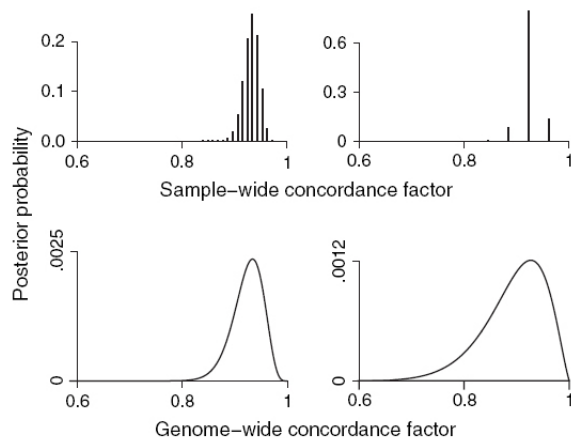 0.2
0.1
0.0
0.6 0.8 1
0.6
0.3
0
0.6 0.8 1
Sample-wide concordance factor
Posterior probability
.0025
0
0.6 0.8 1
.0012
0
0.6 0.8 1
Genome-wide concordance factor